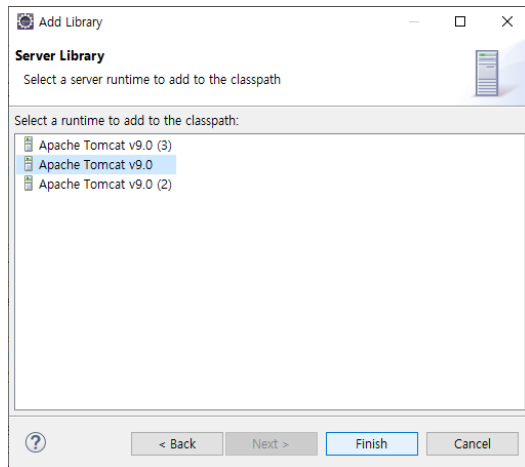 Add Library
Server Library
Select a server runtime to add to the classpath
Select a runtime to add to the classpath:
Apache Tomcat v9.0 (3)
Apache Tomcat v9.0
Apache Tomcat v9.0 (2)
? < Back Next > Finish Cancel